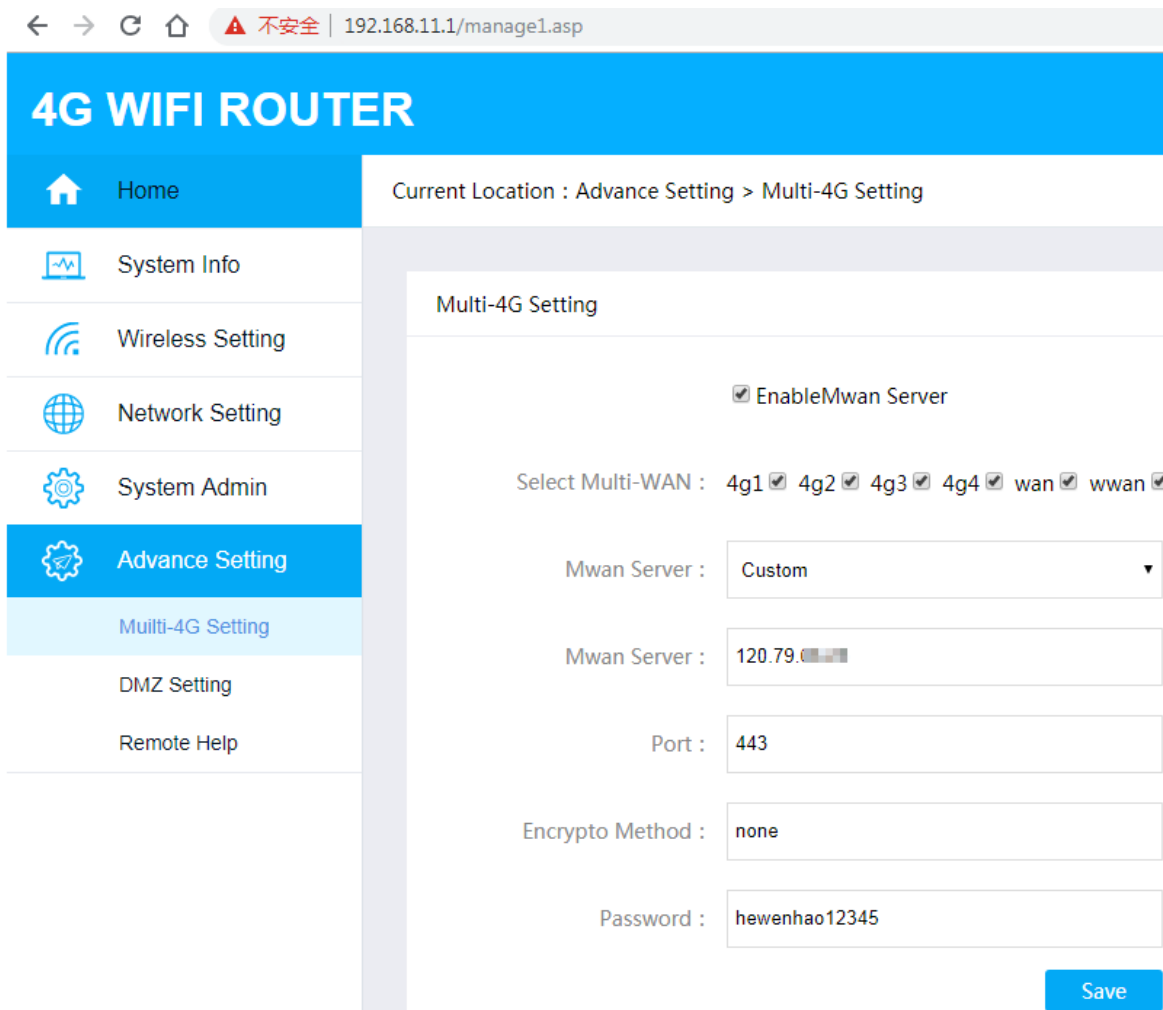 不安全 192.168.11.1/manage1.asp
4G WIFI ROUTER
Home
Current Location : Advance Setting > Multi-4G Setting
System Info
Wireless Setting
Network Setting
System Admin
Advance Setting
Muilti-4G Setting
DMZ Setting
Remote Help
Multi-4G Setting
EnableMwan Server
Select Multi-WAN : 4g1 4g2 4g3 4g4 wan wwan
Mwan Server : Custom
Mwan Server : 120.79.
Port : 443
Encrypto Method : none
Password : hewenhao12345
Save